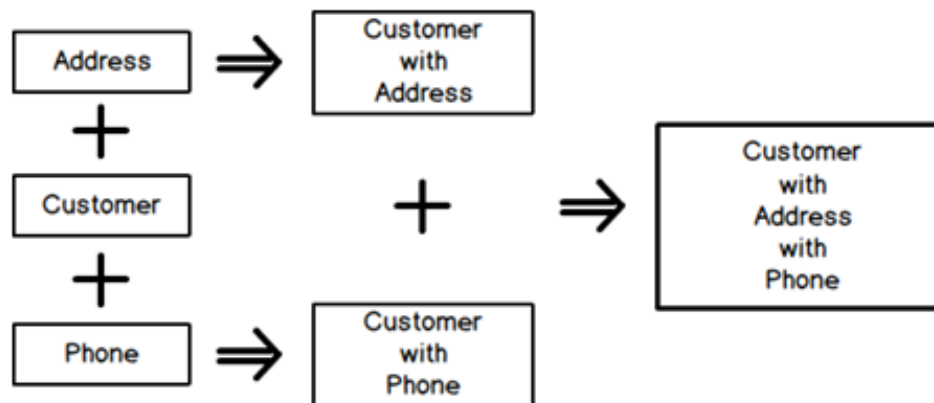 Address
Customer
with
Address
Customer
Customer
with
Address
with
Phone
Phone
Customer
with
Phone